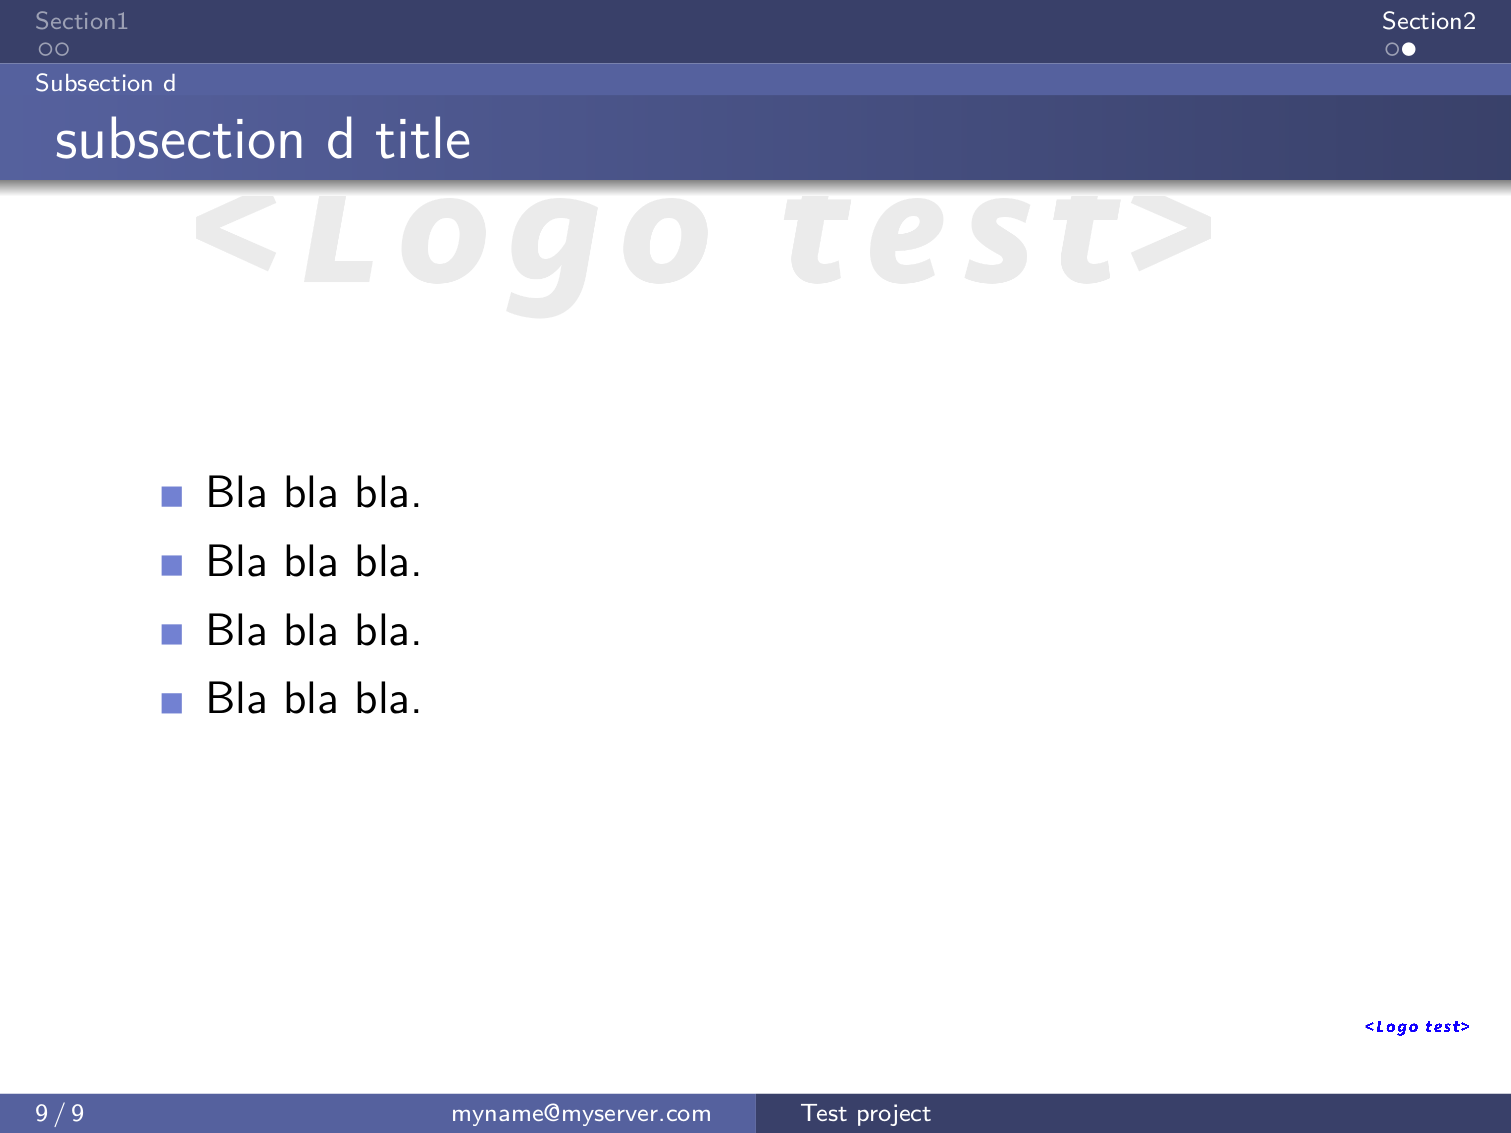 Section1 Section2
Subsection d
subsection d title
<Logo test>
Bla bla bla.
Bla bla bla.
Bla bla bla.
Bla bla bla.
<Logo test>
9 / 9 myname@myserver.com Test project